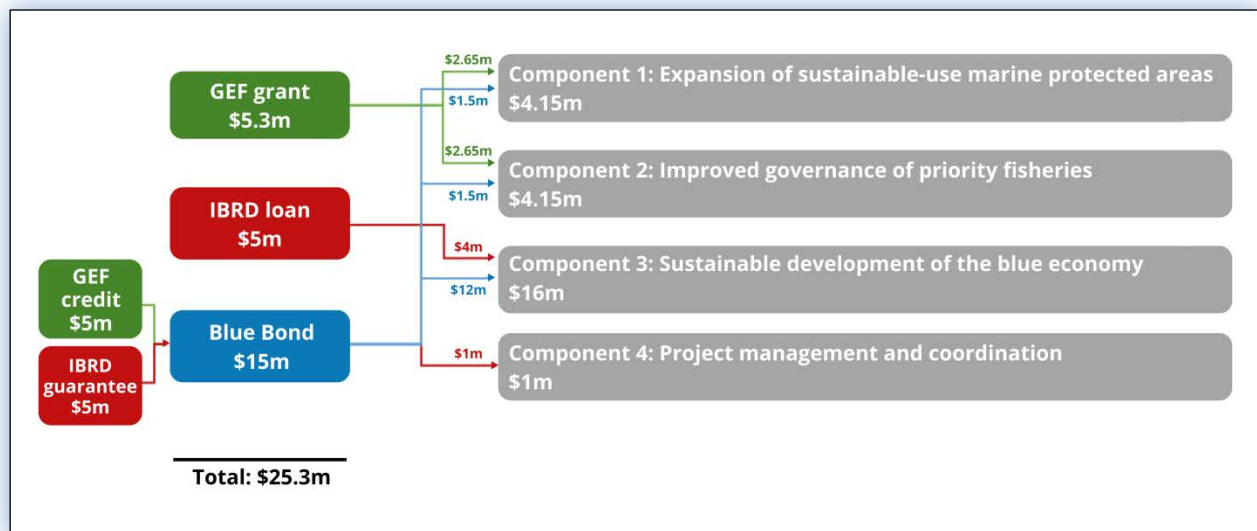 GEF grant
$5.3m
IBRD loan
$5m
GEF
credit
$5m
IBRD
guarantee
$5m
Blue Bond
$15m
Total: $25.3m
$2.65m
$1.5m
Component 1: Expansion of sustainable-use marine protected areas
$4.15m
$2.65m
$1.5m
Component 2: Improved governance of priority fisheries
$4.15m
$4m
$12m
Component 3: Sustainable development of the blue economy
$16m
$1m
Component 4: Project management and coordination
$1m